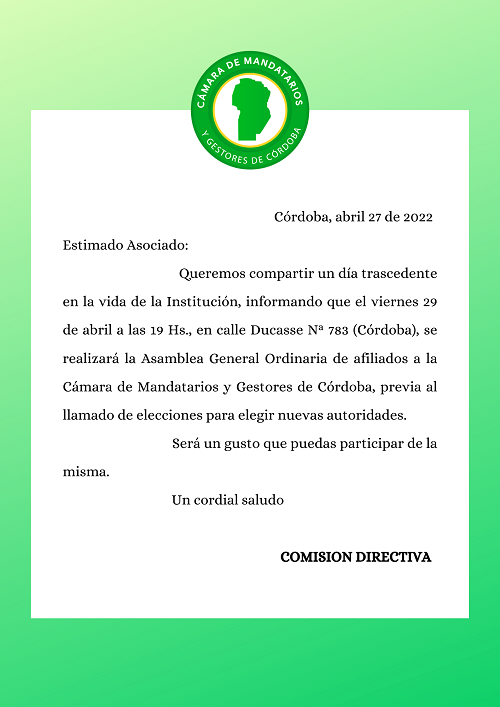 CÁMARA DE MANDATARIOS
Y GESTORES DE CÓRDOBA
Córdoba, abril 27 de 2022
Estimado Asociado:
Queremos compartir un día trascedente
en la vida de la Institución, informando que el viernes 29
de abril a las 19 Hs., en calle Ducasse Nª 783 (Córdoba), se
realizará la Asamblea General Ordinaria de afiliados a la
Cámara de Mandatarios y Gestores de Córdoba, previa al
llamado de elecciones para elegir nuevas autoridades.
Será un gusto que puedas participar de la
misma.
Un cordial saludo
COMISION DIRECTIVA